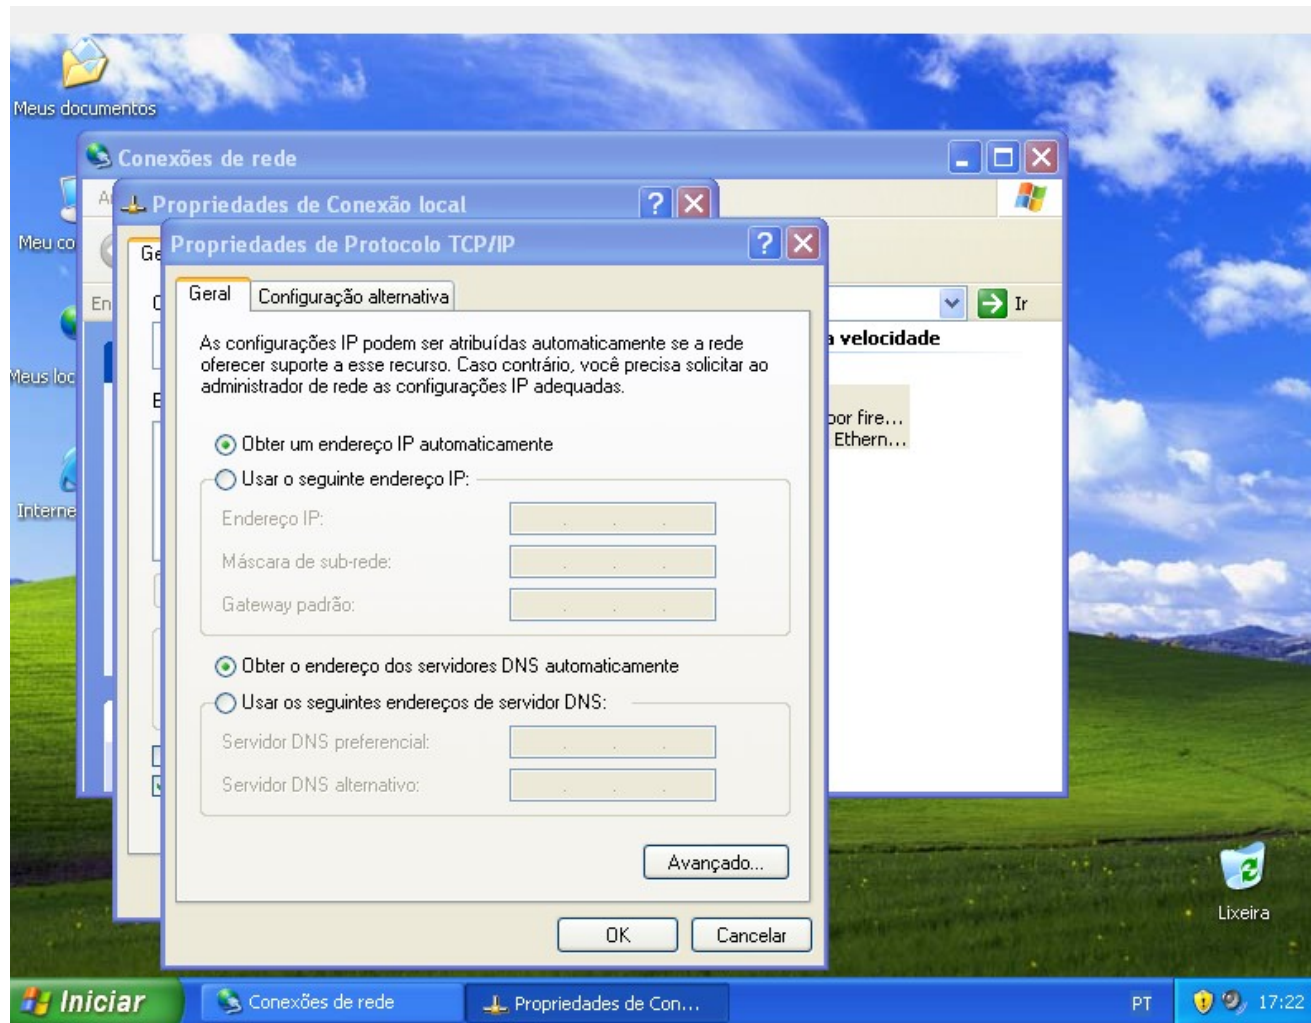 Meus documentos
Conexões de rede
Propriedades de Conexão local
Meu co
Propriedades de Protocolo TCP/IP
Ge
Geral
Configuração alternativa
En
Ir
As configurações IP podem ser atribuídas automaticamente se a rede
oferecer suporte a esse recurso. Caso contrário, você precisa solicitar ao
administrador de rede as configurações IP adequadas.
a velocidade
Meus loc
por fire...
Ethern...
Obter um endereço IP automaticamente
Usar o seguinte endereço IP:
Interne
Endereço IP:
Máscara de sub-rede:
Gateway padrão:
Obter o endereço dos servidores DNS automaticamente
Usar os seguintes endereços de servidor DNS:
Servidor DNS preferencial:
Servidor DNS alternativo:
Avançado...
OK
Cancelar
Lixeira
Iniciar
Conexões de rede
Propriedades de Con...
PT
17:22